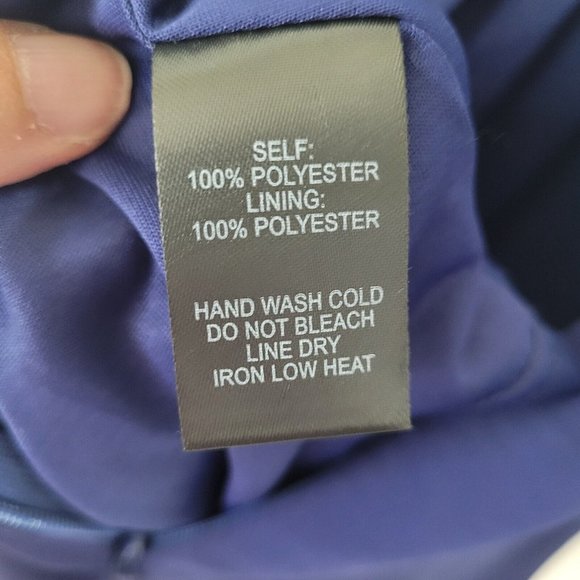 SELF:
100% POLYESTER
LINING:
100% POLYESTER
HAND WASH COLD
DO NOT BLEACH
LINE DRY
IRON LOW HEAT